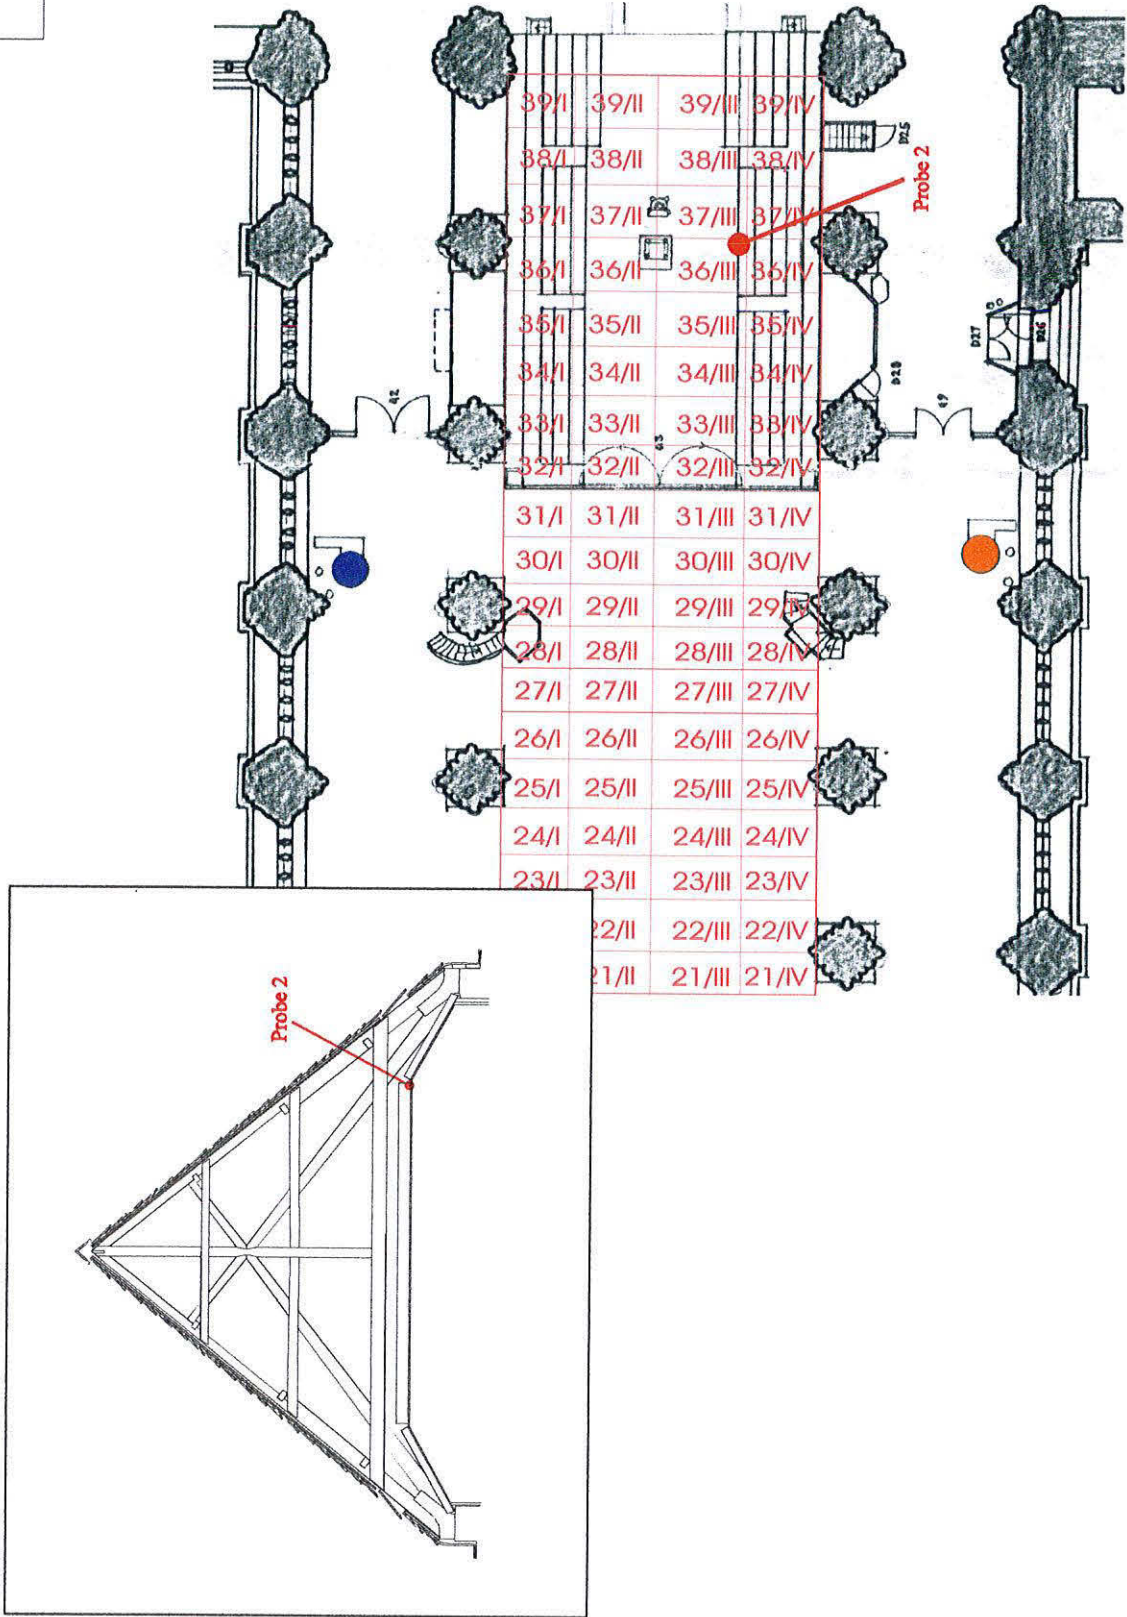 39/I 39/II 39/III 39/IV
D25
38/I 38/II 38/III 38/IV
Probe 2
37/I 37/II 37/III 37/IV
36/I 36/II 36/III 36/IV
35/I 35/II 35/III 35/IV
D27 D26
34/I 34/II 34/III 34/IV
D28
42
49
33/I 33/II 33/III 33/IV
32/I 32/II 32/III 32/IV
31/I 31/II 31/III 31/IV
30/I 30/II 30/III 30/IV
29/I 29/II 29/III 29/IV
28/I 28/II 28/III 28/IV
27/I 27/II 27/III 27/IV
26/I 26/II 26/III 26/IV
25/I 25/II 25/III 25/IV
24/I 24/II 24/III 24/IV
23/I 23/II 23/III 23/IV
22/II 22/III 22/IV
21/II 21/III 21/IV
Probe 2